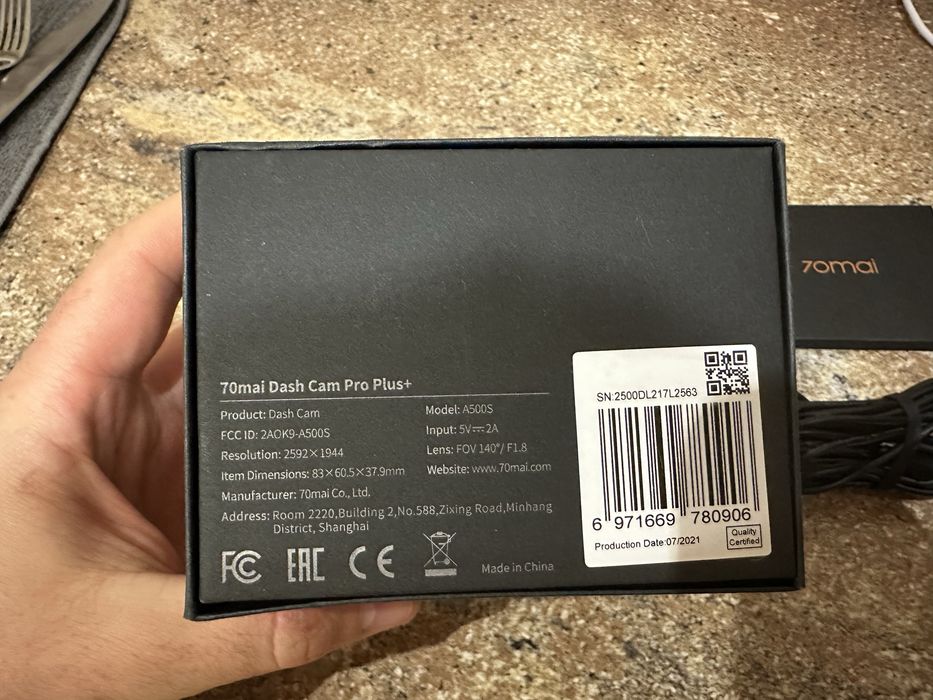 70mai
70mai Dash Cam Pro Plus+
Product: Dash Cam
FCC ID: 2AOK9-A500S
Resolution: 2592×1944
Item Dimensions: 83×60.5×37.9mm
Manufacturer: 70mai Co., Ltd.
Address: Room 2220,Building 2,No.588,Zixing Road,Minhang
District, Shanghai
Model: A500S
Input: 5V⎓2A
Lens: FOV 140°/ F1.8
Website: www.70mai.com
FC
EAC
CE
Made in China
SN:2500DL217L2563
6 971669 780906
Production Date:07/2021
Quality
Certified